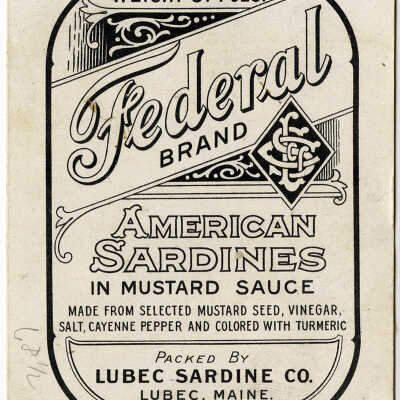 Federal
BRAND
AMERICAN
SARDINES
IN MUSTARD SAUCE
MADE FROM SELECTED MUSTARD SEED, VINEGAR,
SALT, CAYENNE PEPPER AND COLORED WITH TURMERIC
PACKED BY
LUBEC SARDINE CO.
LUBEC, MAINE.